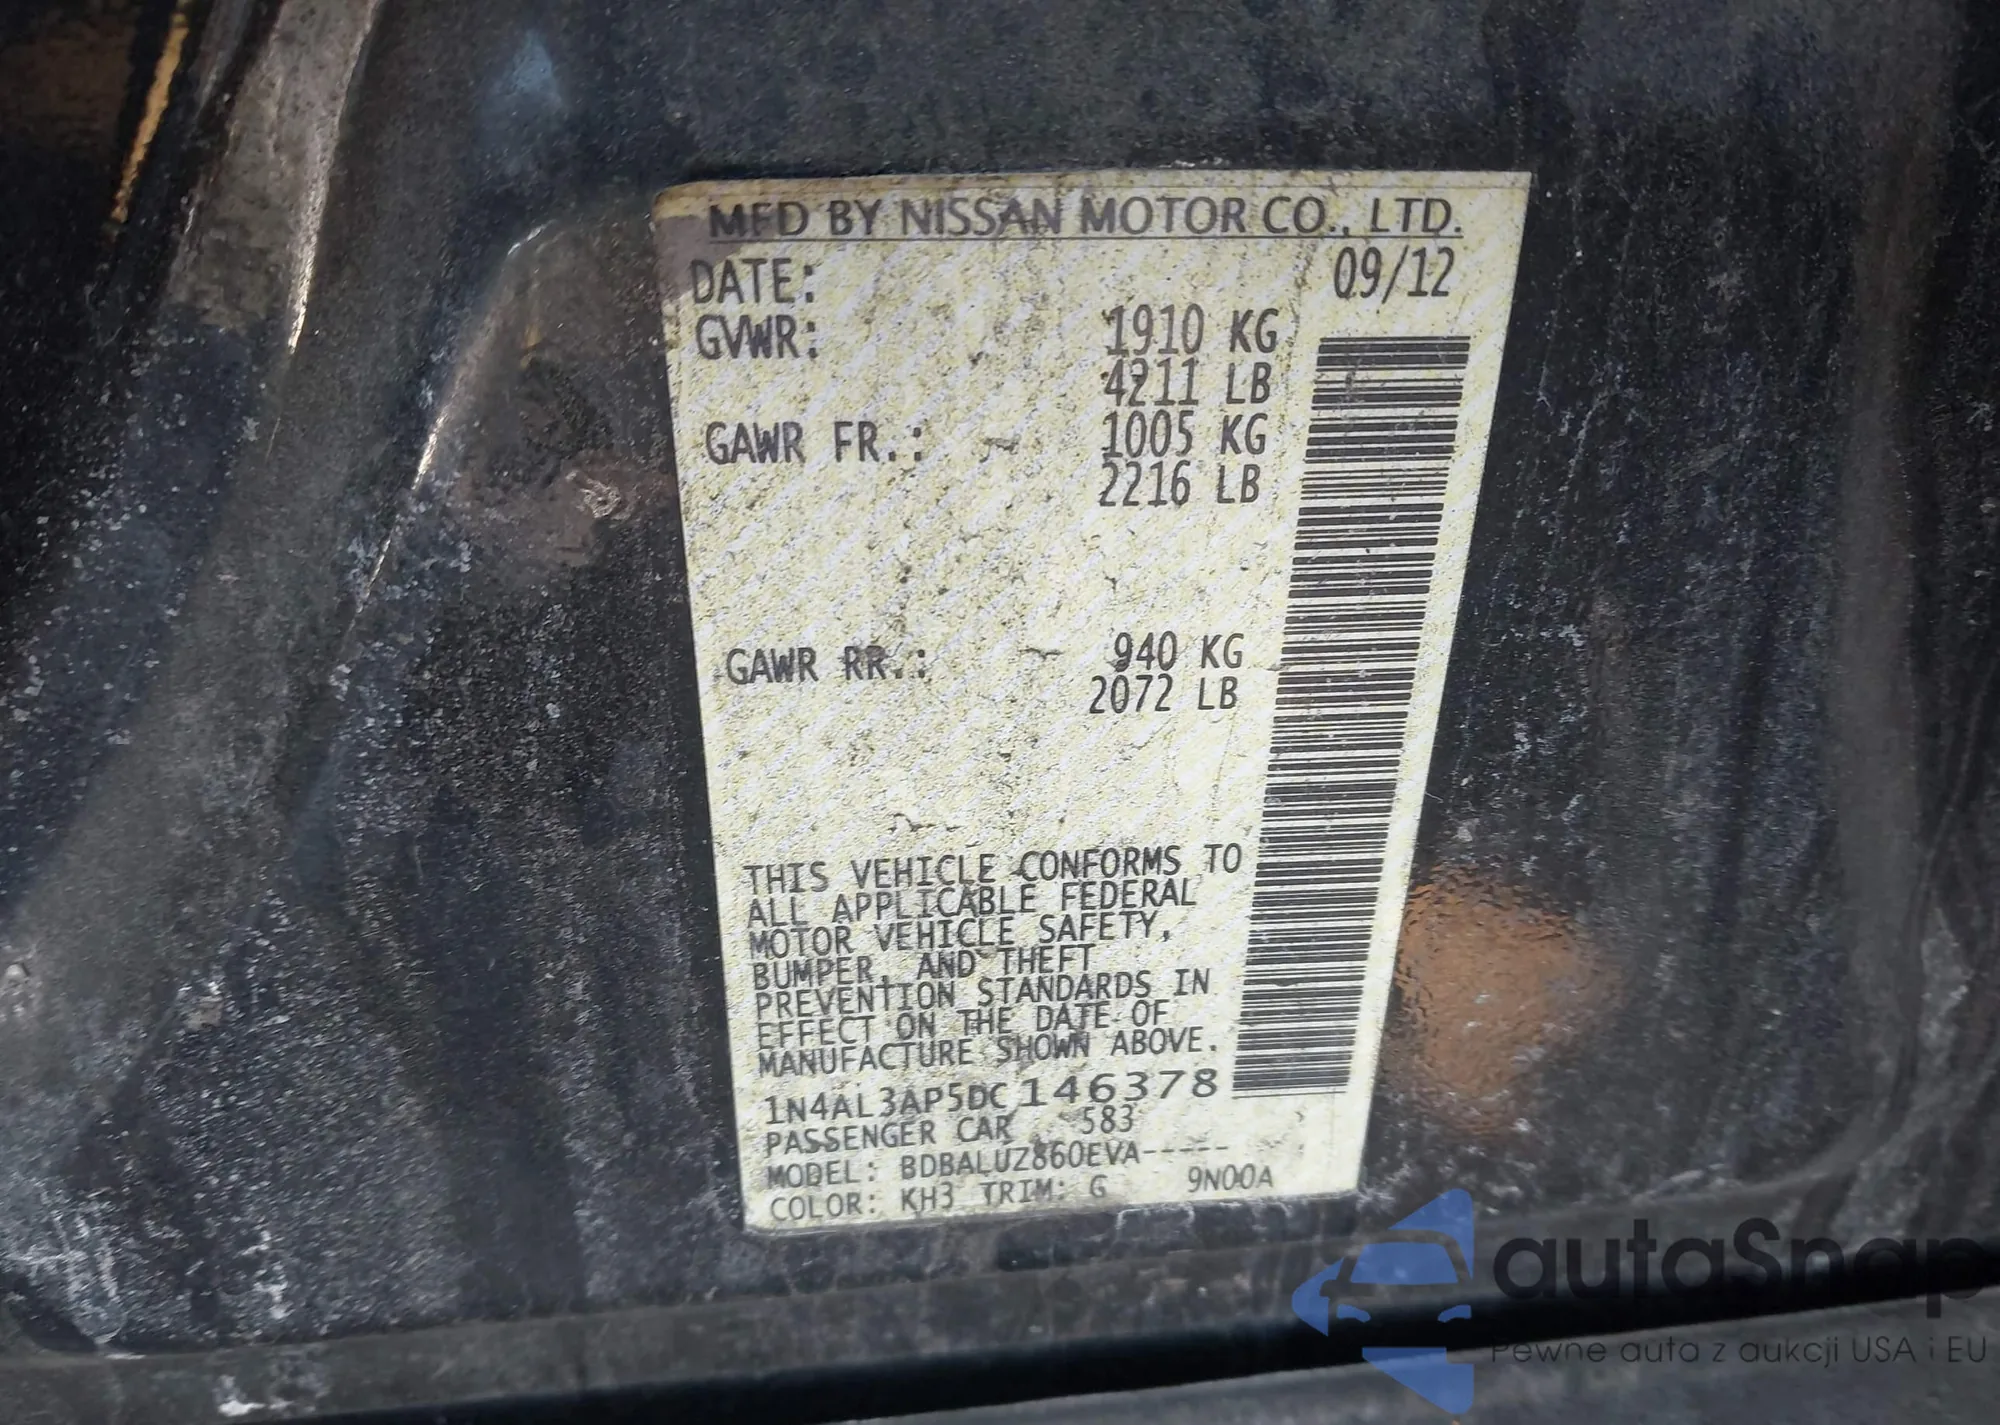 MFD BY NISSAN MOTOR CO., LTD.
DATE: 09/12
GVWR: 1910 KG
4211 LB
GAWR FR.: 1005 KG
2216 LB
GAWR RR.: 940 KG
2072 LB
THIS VEHICLE CONFORMS TO
ALL APPLICABLE FEDERAL
MOTOR VEHICLE SAFETY,
BUMPER, AND THEFT
PREVENTION STANDARDS IN
EFFECT ON THE DATE OF
MANUFACTURE SHOWN ABOVE.
1N4AL3AP5DC146378
PASSENGER CAR 583
MODEL: BDBALUZ860EVA-----
COLOR: KH3 TRIM: G 9N00A
autaSnap
Pewne auta z aukcji USA i EU